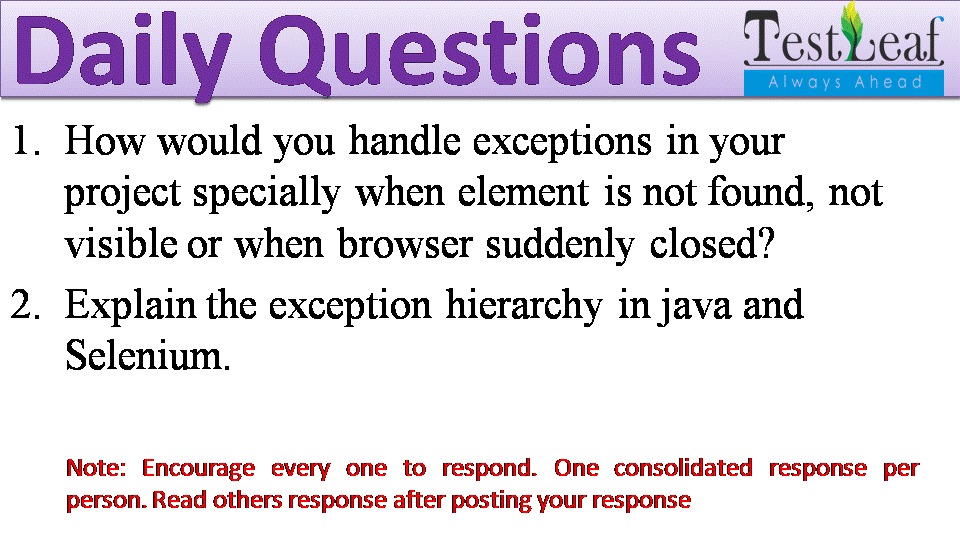 Daily Questions
TestLeaf
Always Ahead
1. How would you handle exceptions in your
project specially when element is not found, not
visible or when browser suddenly closed?
2. Explain the exception hierarchy in java and
Selenium.
Note: Encourage every one to respond. One consolidated response per
person. Read others response after posting your response